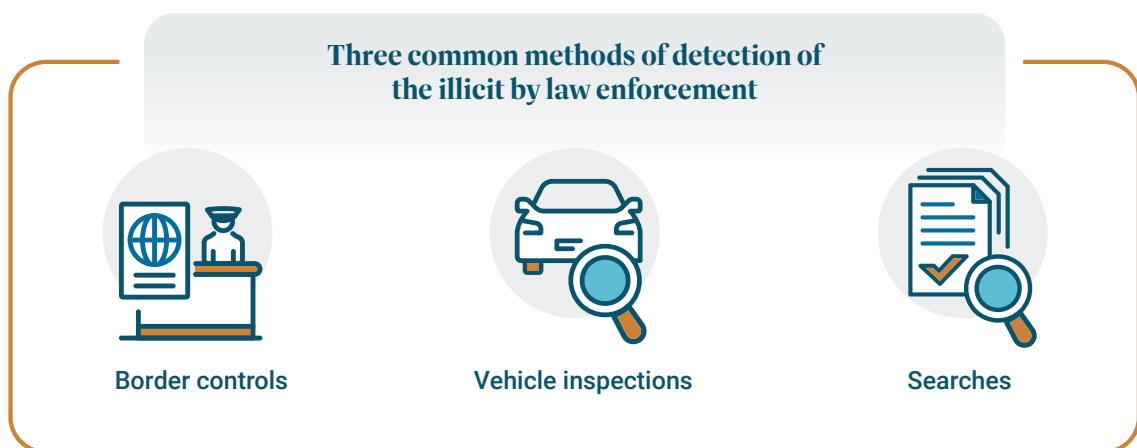 Three common methods of detection of
the illicit by law enforcement
Border controls
Vehicle inspections
Searches